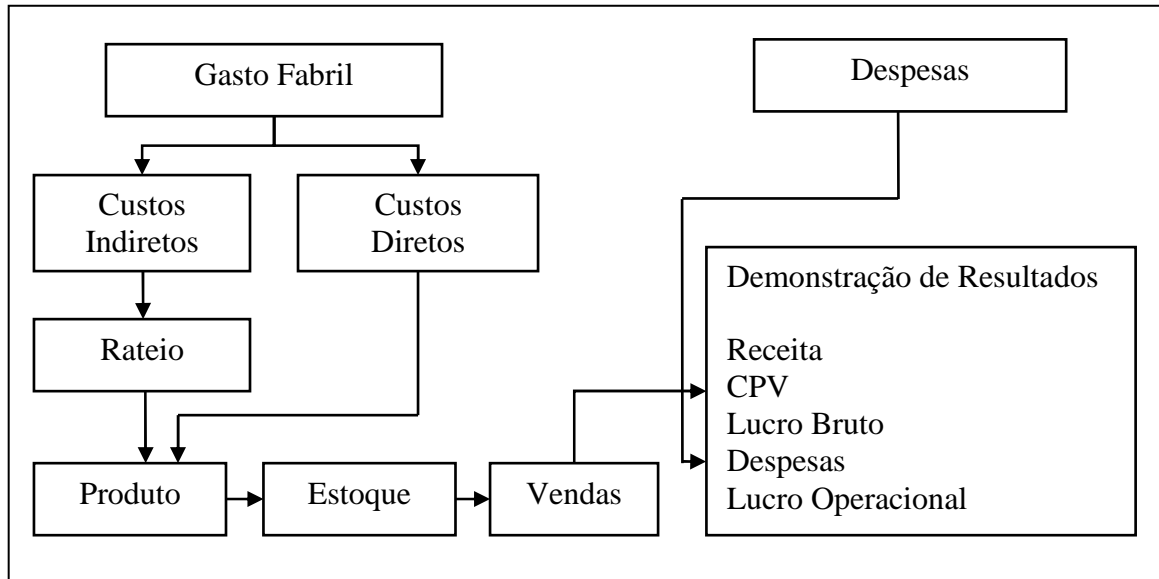 Gasto Fabril
Despesas
Custos
Indiretos
Custos
Diretos
Rateio
Produto
Estoque
Vendas
Demonstração de Resultados
Receita
CPV
Lucro Bruto
Despesas
Lucro Operacional